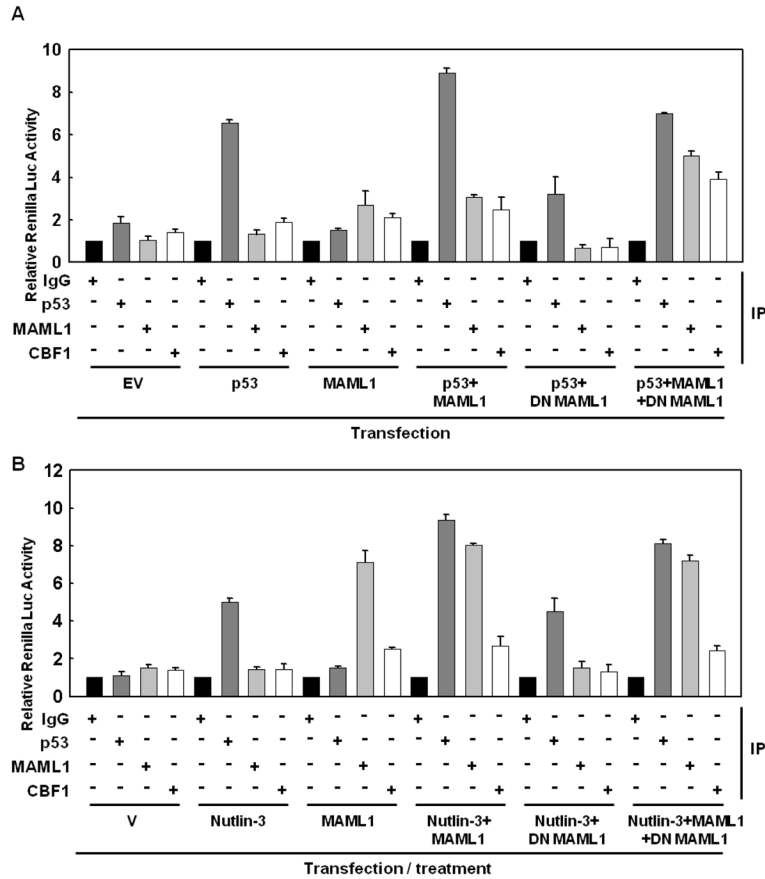 A
Relative Renilla Luc Activity
10
8
6
4
2
0
IgG + - - - + - - - + - - - + - - - + - - - + - - -
p53 - + - - - + - - - + - - - + - - - + - - - + - -
MAML1 - - + - - - + - - - + - - - + - - - + - - - + -
CBF1 - - - + - - - + - - - + - - - + - - - + - - - +
IP
EV p53 MAML1 p53+ p53+ p53+MAML1
MAML1 DN MAML1 +DN MAML1
Transfection
B
Relative Renilla Luc Activity
12
10
8
6
4
2
0
IgG + - - - + - - - + - - - + - - - + - - - + - - -
p53 - + - - - + - - - + - - - + - - - + - - - + - -
MAML1 - - + - - - + - - - + - - - + - - - + - - - + -
CBF1 - - - + - - - + - - - + - - - + - - - + - - - +
IP
V Nutlin-3 MAML1 Nutlin-3+ Nutlin-3+ Nutlin-3+MAML1
MAML1 DN MAML1 +DN MAML1
Transfection / treatment